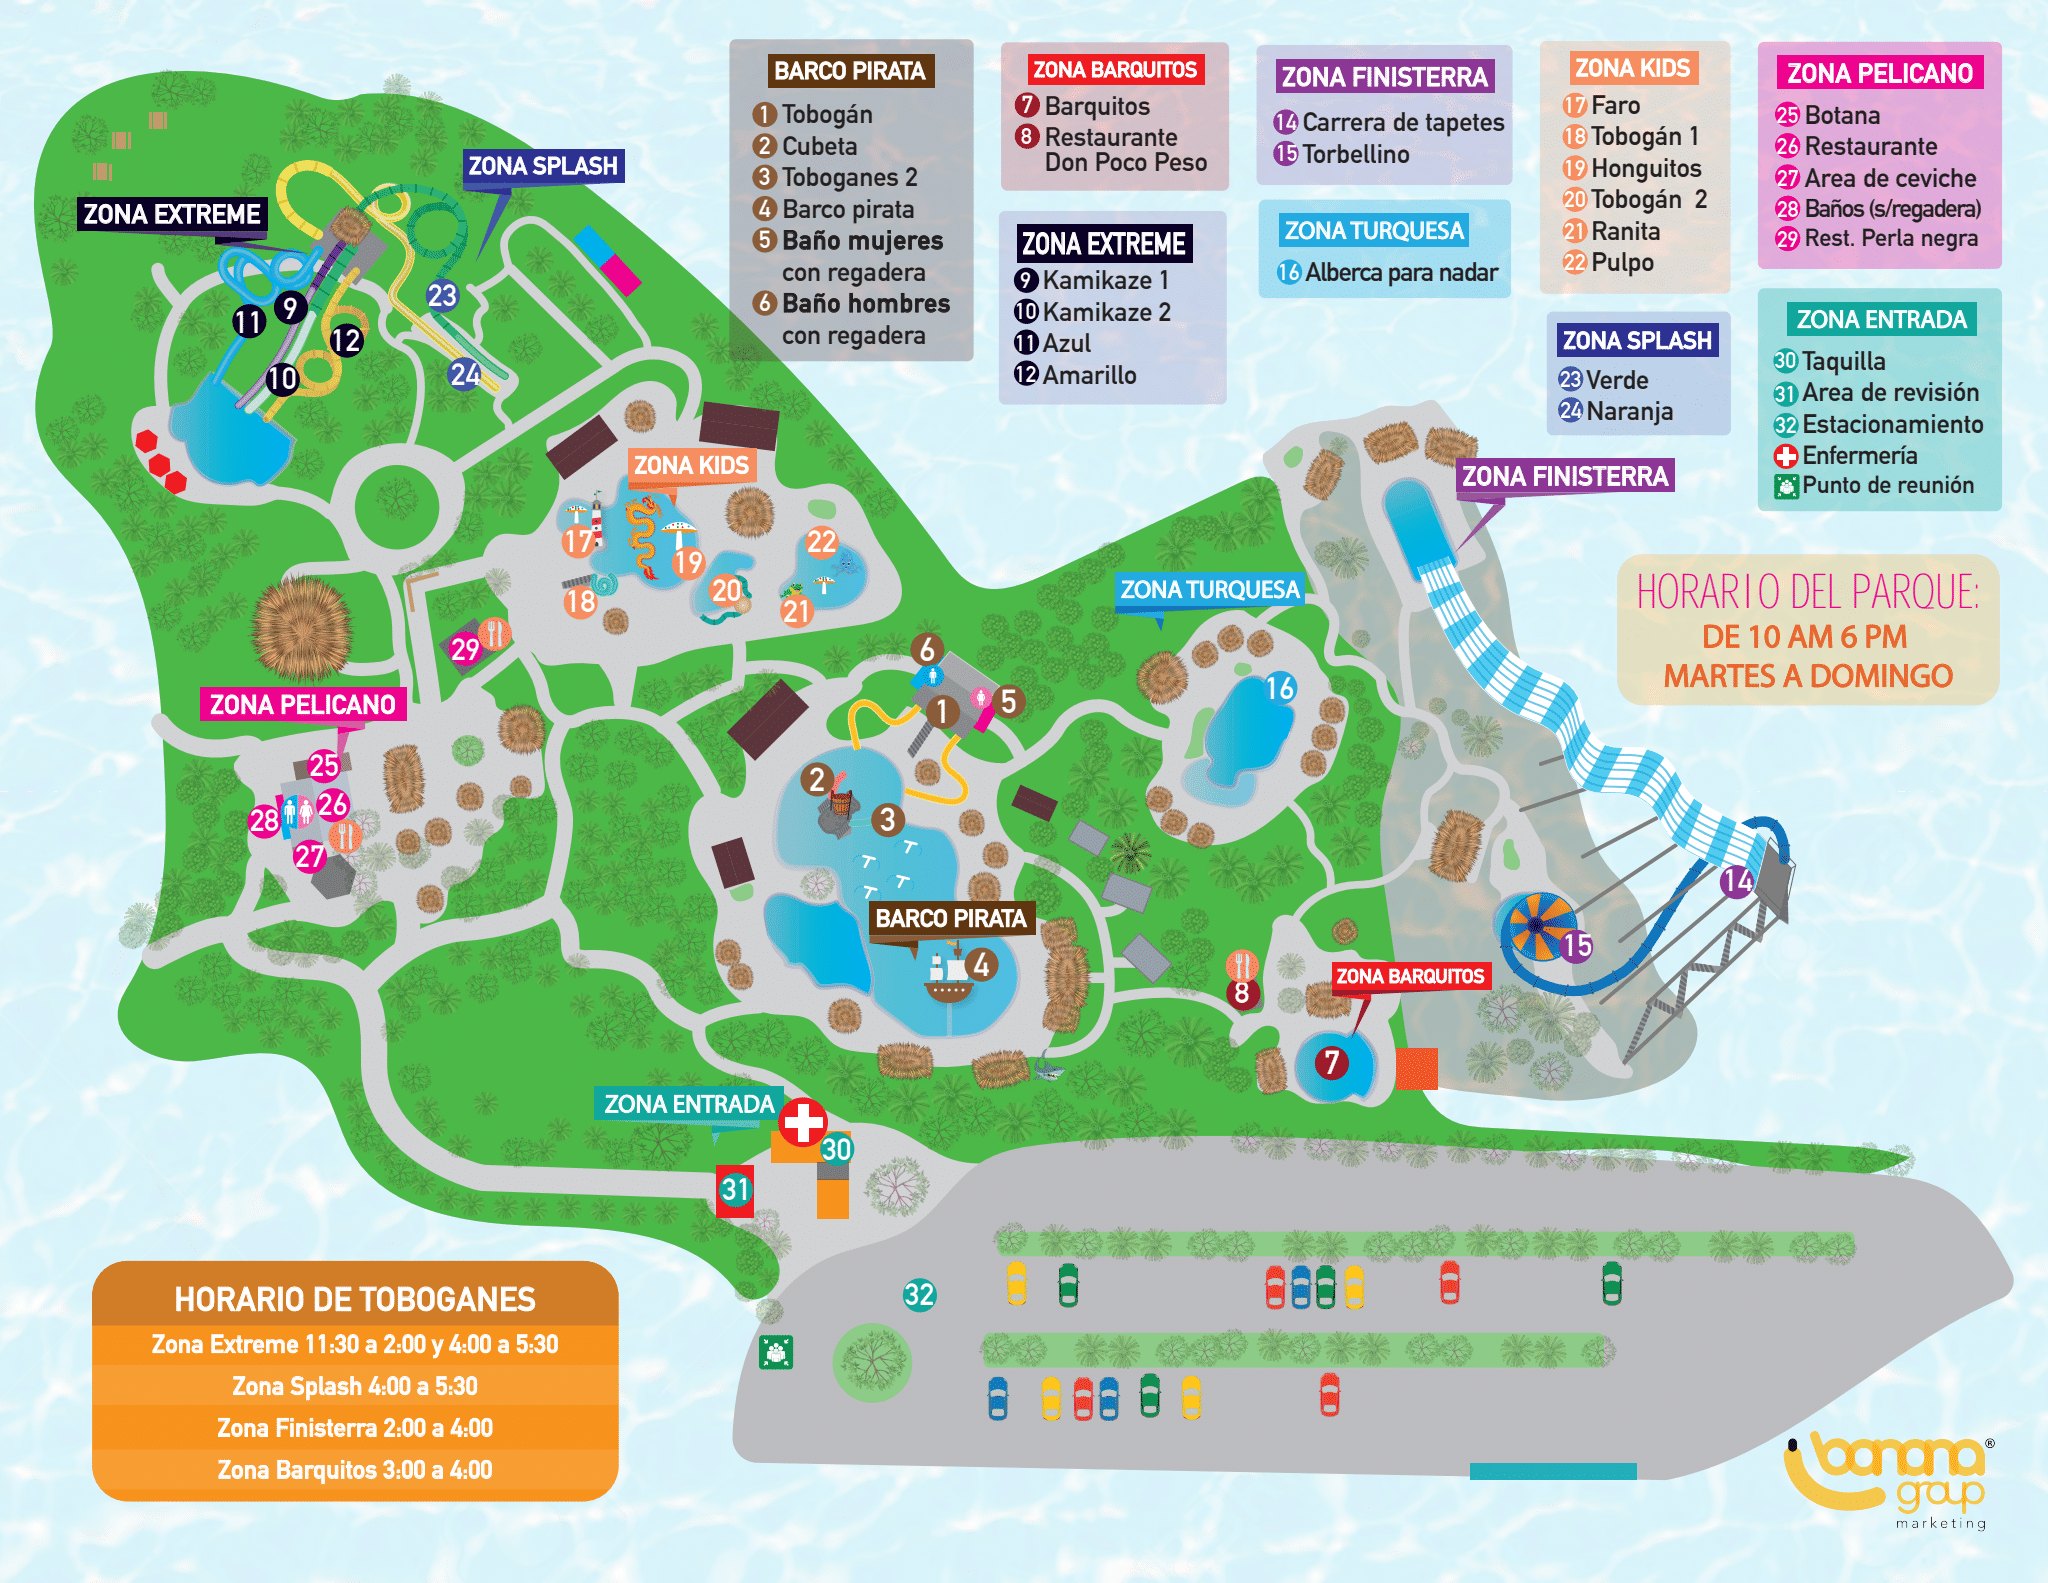 BARCO PIRATA
1 Tobogán
2 Cubeta
3 Toboganes 2
4 Barco pirata
5 Baño mujeres
con regadera
6 Baño hombres
con regadera
ZONA BARQUITOS
7 Barquitos
8 Restaurante
Don Poco Peso
ZONA EXTREME
9 Kamikaze 1
10 Kamikaze 2
11 Azul
12 Amarillo
ZONA FINISTERRA
14 Carrera de tapetes
15 Torbellino
ZONA TURQUESA
16 Alberca para nadar
ZONA KIDS
17 Faro
18 Tobogán 1
19 Honguitos
20 Tobogán 2
21 Ranita
22 Pulpo
ZONA SPLASH
23 Verde
24 Naranja
ZONA PELICANO
25 Botana
26 Restaurante
27 Area de ceviche
28 Baños (s/regadera)
29 Rest. Perla negra
ZONA ENTRADA
30 Taquilla
31 Area de revisión
32 Estacionamiento
Enfermería
Punto de reunión
HORARIO DEL PARQUE:
DE 10 AM 6 PM
MARTES A DOMINGO
ZONA SPLASH
ZONA EXTREME
23
9
11
12
10
24
ZONA KIDS
17
19
22
18
20
21
29
ZONA FINISTERRA
14
15
ZONA TURQUESA
16
ZONA PELICANO
25
26
28
27
6
5
1
2
3
BARCO PIRATA
4
8
ZONA BARQUITOS
7
ZONA ENTRADA
30
31
32
HORARIO DE TOBOGANES
Zona Extreme 11:30 a 2:00 y 4:00 a 5:30
Zona Splash 4:00 a 5:30
Zona Finisterra 2:00 a 4:00
Zona Barquitos 3:00 a 4:00
banana®
group
marketing